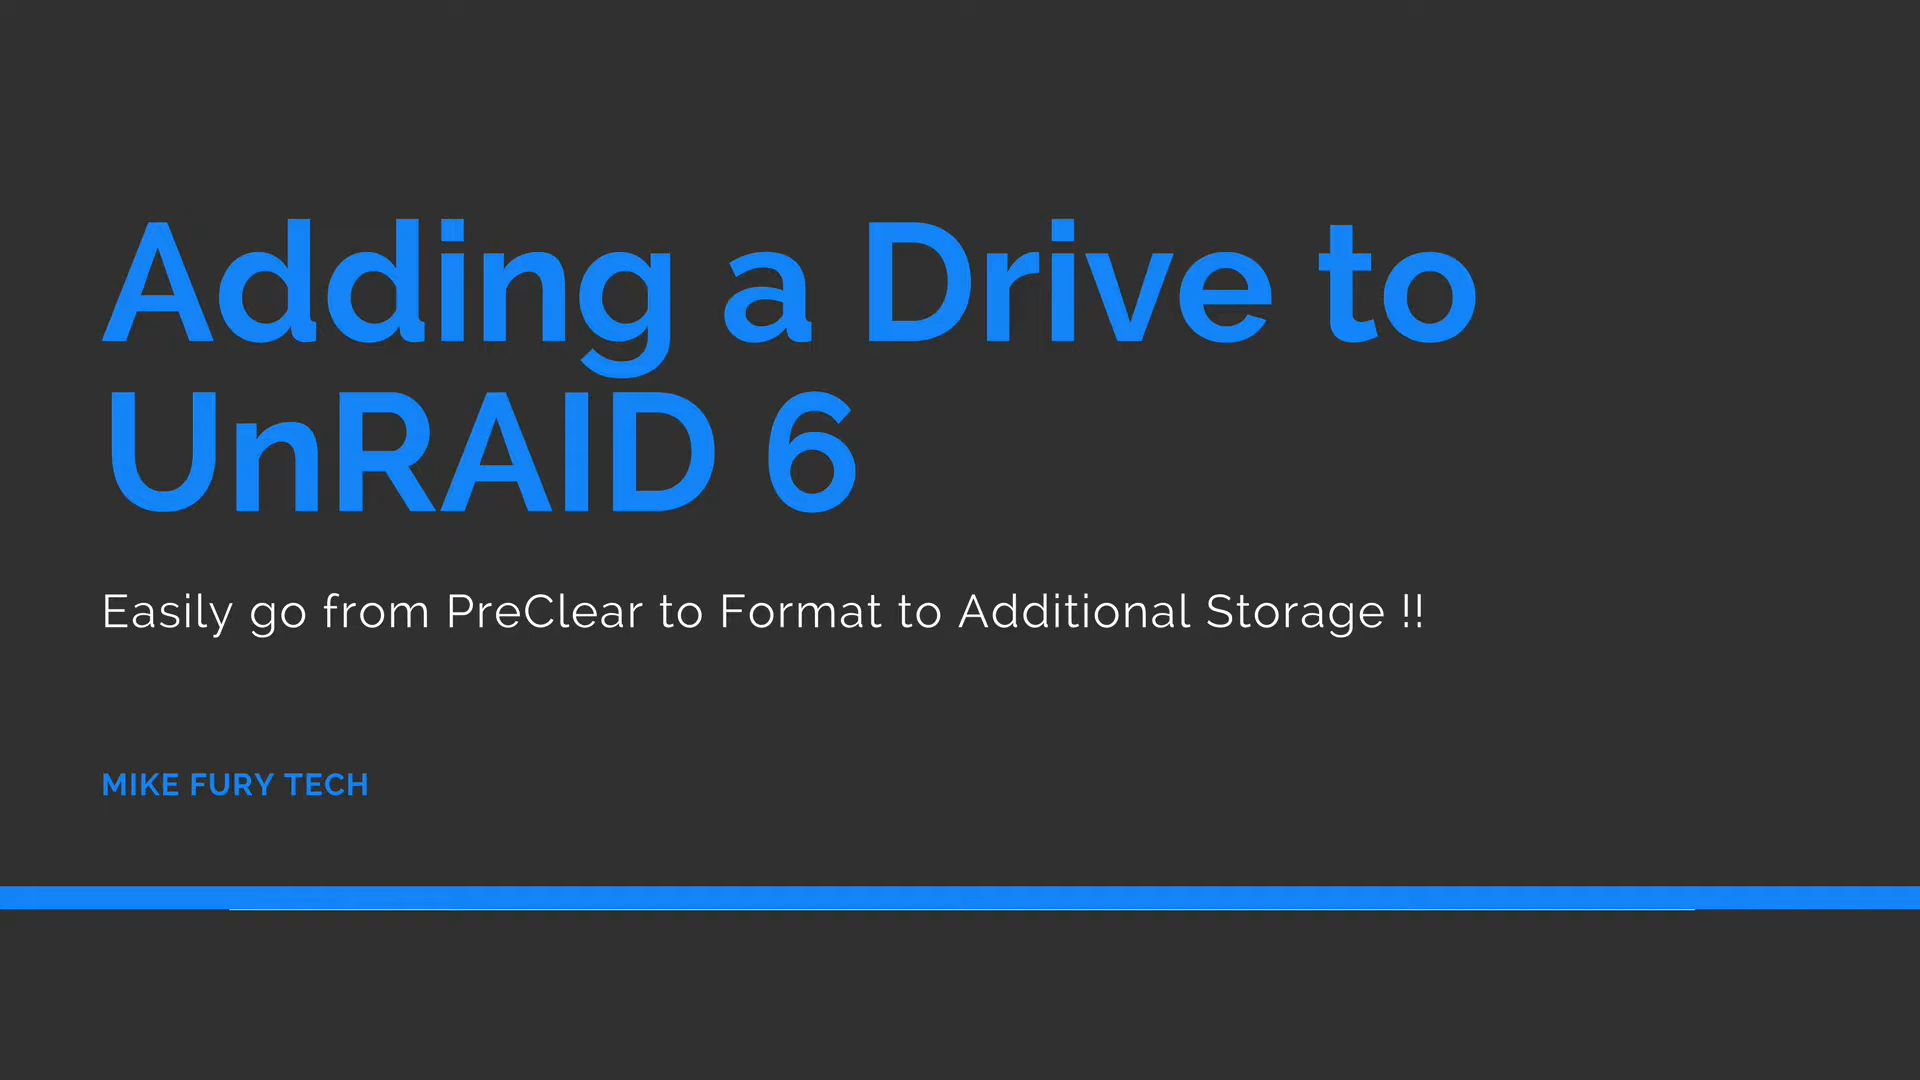 Adding a Drive to
UnRAID 6
Easily go from PreClear to Format to Additional Storage !!
MIKE FURY TECH